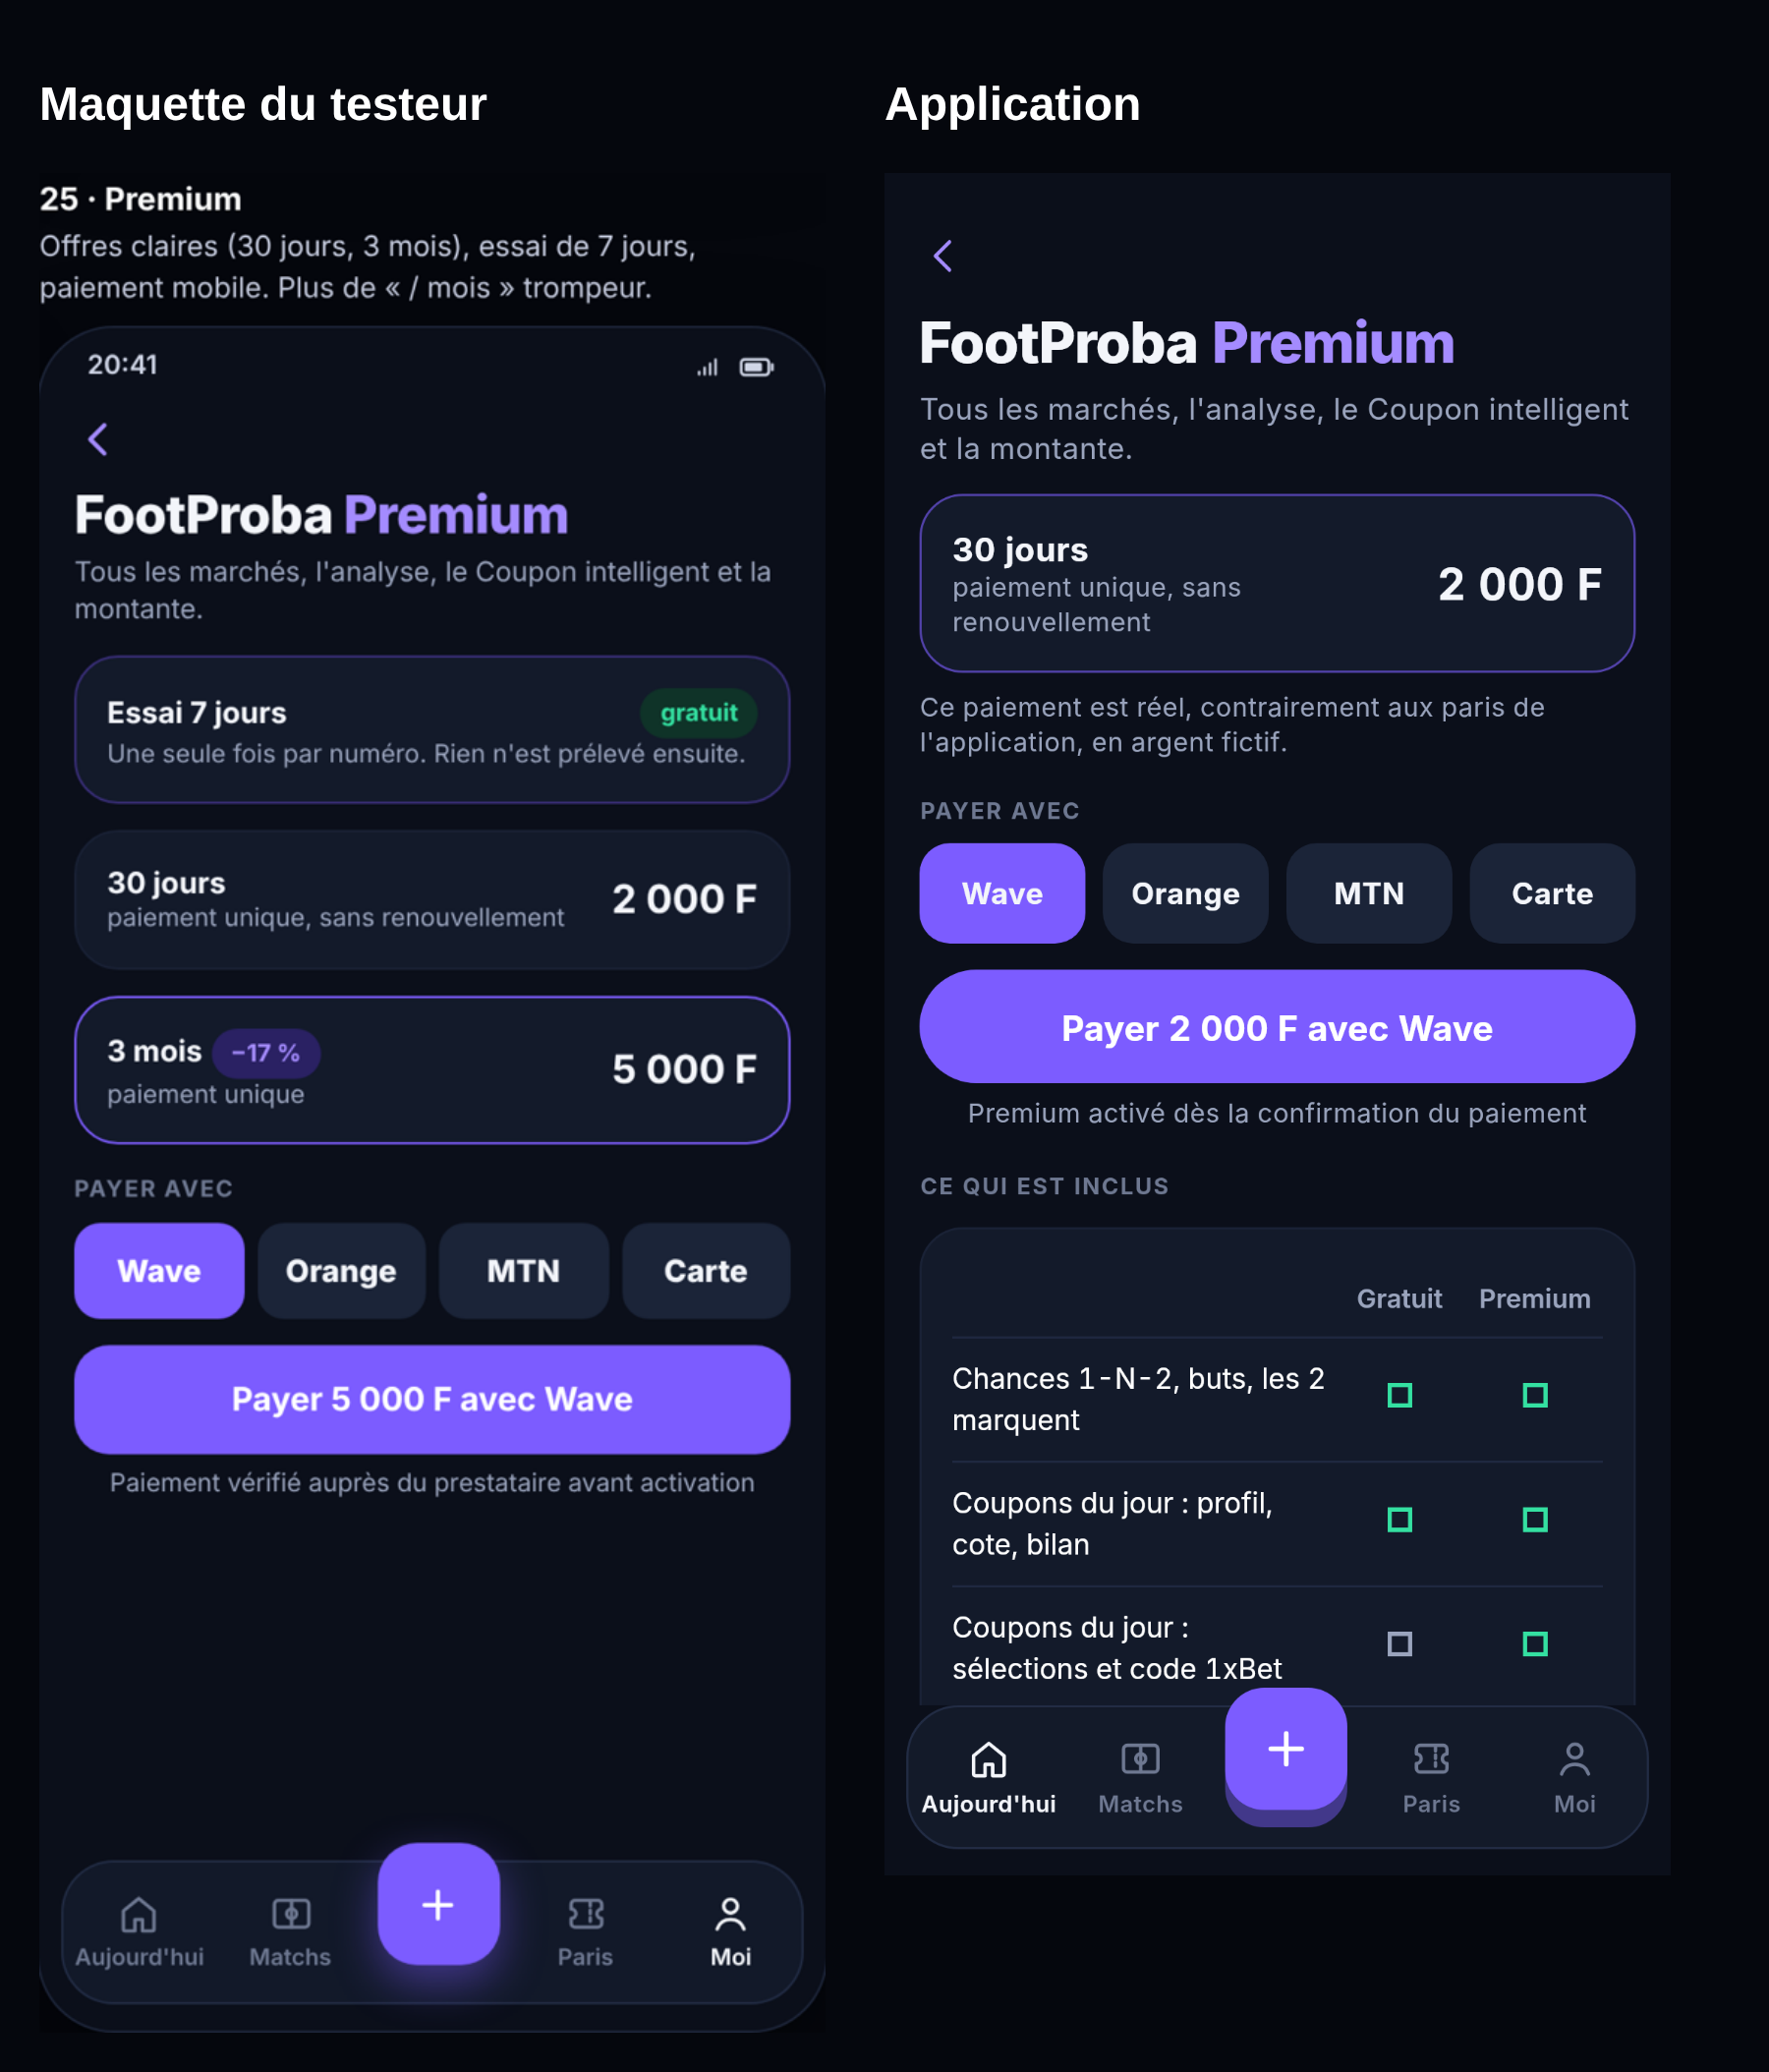 Maquette du testeur
25 · Premium
Offres claires (30 jours, 3 mois), essai de 7 jours,
paiement mobile. Plus de « / mois » trompeur.
20:41
FootProba Premium
Tous les marchés, l'analyse, le Coupon intelligent et la
montante.
Essai 7 jours
gratuit
Une seule fois par numéro. Rien n'est prélevé ensuite.
30 jours
paiement unique, sans renouvellement
2 000 F
3 mois
−17 %
paiement unique
5 000 F
PAYER AVEC
Wave
Orange
MTN
Carte
Payer 5 000 F avec Wave
Paiement vérifié auprès du prestataire avant activation
Aujourd'hui
Matchs
+
Paris
Moi
Application
FootProba Premium
Tous les marchés, l'analyse, le Coupon intelligent
et la montante.
30 jours
paiement unique, sans
renouvellement
2 000 F
Ce paiement est réel, contrairement aux paris de
l'application, en argent fictif.
PAYER AVEC
Wave
Orange
MTN
Carte
Payer 2 000 F avec Wave
Premium activé dès la confirmation du paiement
CE QUI EST INCLUS
Gratuit
Premium
Chances 1-N-2, buts, les 2
marquent
Coupons du jour : profil,
cote, bilan
Coupons du jour :
sélections et code 1xBet
Aujourd'hui
Matchs
+
Paris
Moi